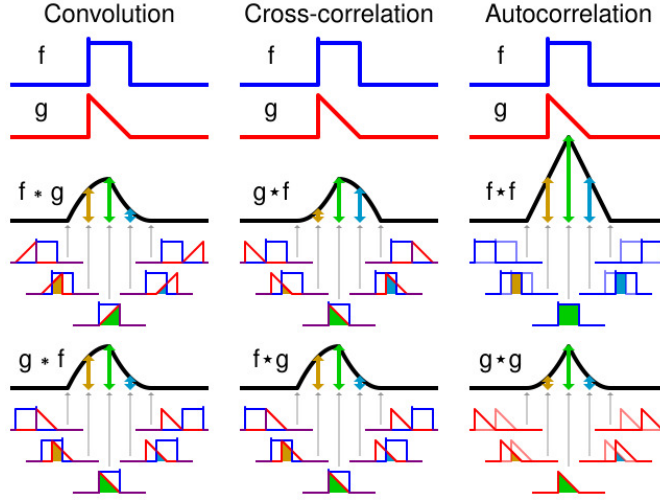 Convolution Cross-correlation Autocorrelation
f f f
g g g
f ∗ g g⋆f f⋆f
g ∗ f f⋆g g⋆g